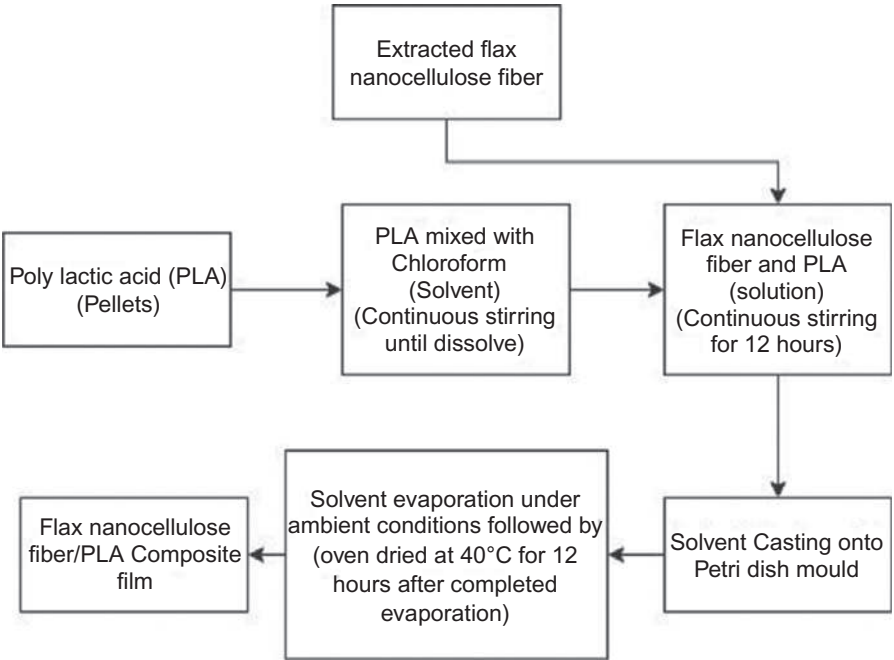 Extracted flax
nanocellulose fiber
Poly lactic acid (PLA)
(Pellets)
PLA mixed with
Chloroform
(Solvent)
(Continuous stirring
until dissolve)
Flax nanocellulose
fiber and PLA
(solution)
(Continuous stirring
for 12 hours)
Solvent Casting onto
Petri dish mould
Solvent evaporation under
ambient conditions followed by
(oven dried at 40°C for 12
hours after completed
evaporation)
Flax nanocellulose
fiber/PLA Composite
film